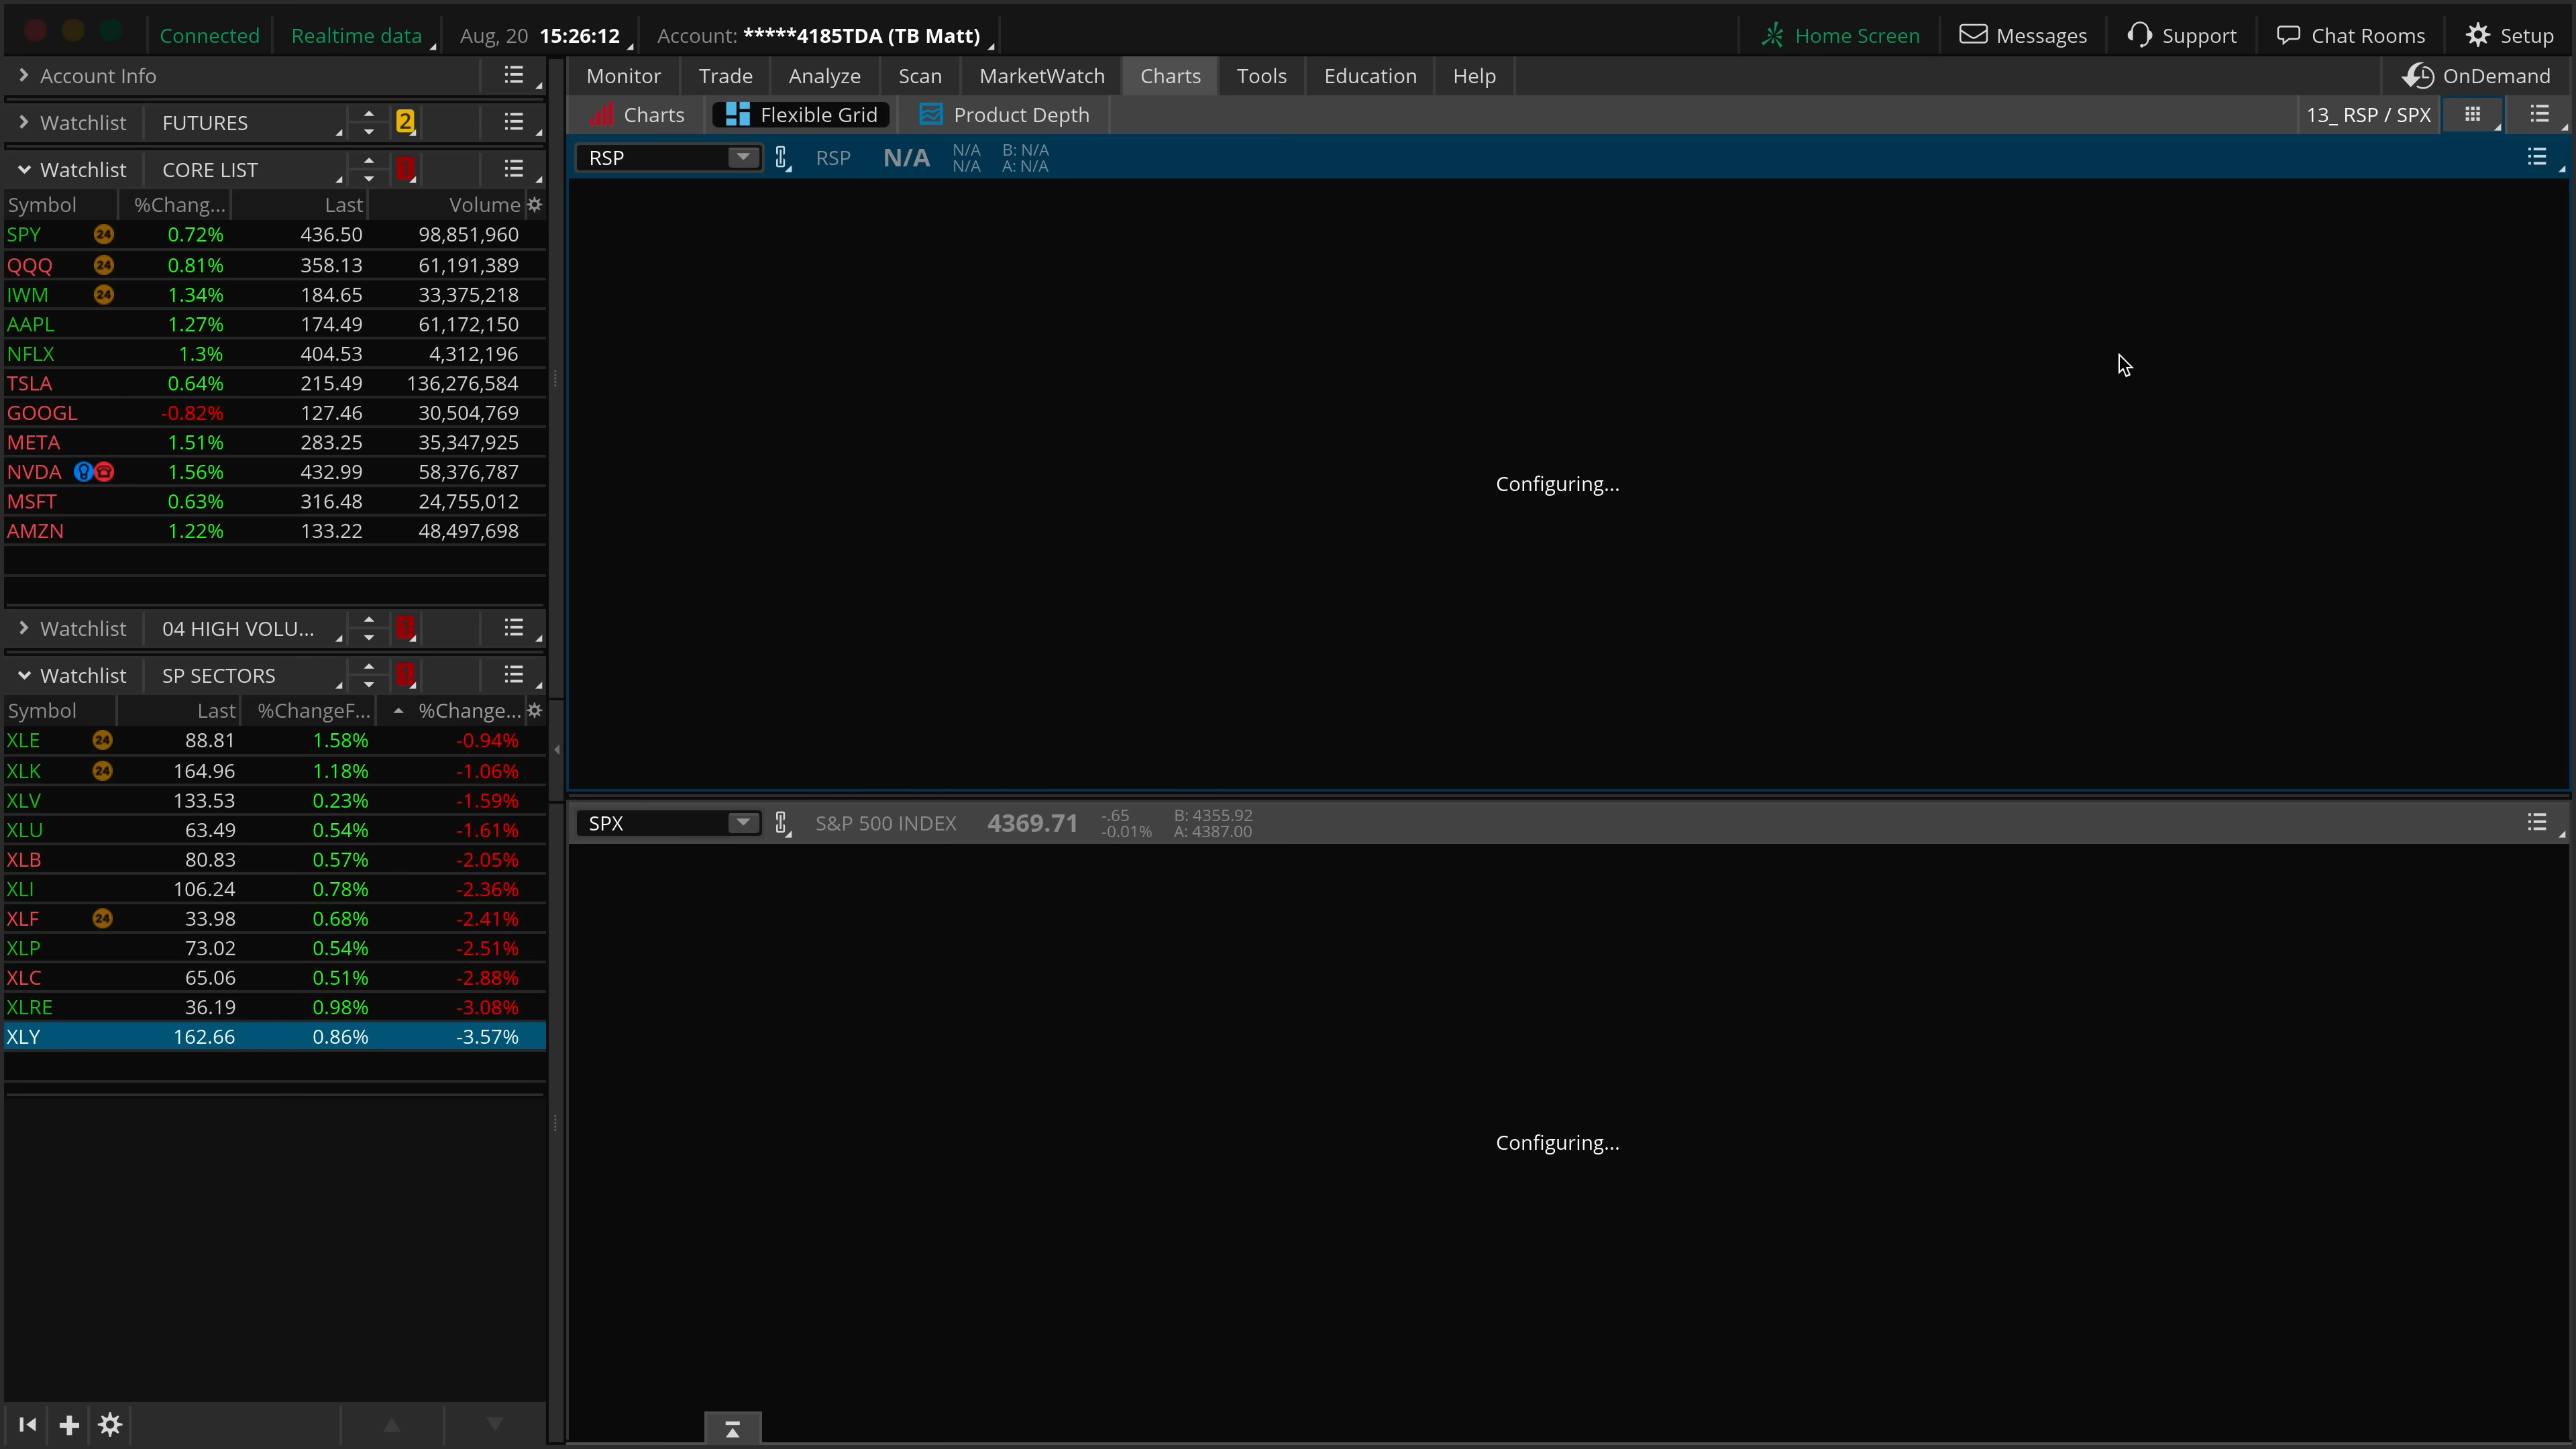 Connected Realtime data Aug, 20 15:26:12 Account: *****4185TDA (TB Matt) Home Screen Messages Support Chat Rooms Setup
Account Info
Monitor Trade Analyze Scan MarketWatch Charts Tools Education Help OnDemand
Watchlist FUTURES 2
Charts Flexible Grid Product Depth 13_ RSP / SPX
Watchlist CORE LIST
RSP RSP N/A N/A N/A B: N/A A: N/A
Symbol %Chang... Last Volume
SPY 24 0.72% 436.50 98,851,960
QQQ 24 0.81% 358.13 61,191,389
IWM 24 1.34% 184.65 33,375,218
AAPL 1.27% 174.49 61,172,150
NFLX 1.3% 404.53 4,312,196
TSLA 0.64% 215.49 136,276,584
GOOGL -0.82% 127.46 30,504,769
META 1.51% 283.25 35,347,925
NVDA 1.56% 432.99 58,376,787
MSFT 0.63% 316.48 24,755,012
AMZN 1.22% 133.22 48,497,698
Configuring...
Watchlist 04 HIGH VOLU...
Watchlist SP SECTORS
Symbol Last %ChangeF... %Change...
XLE 24 88.81 1.58% -0.94%
XLK 24 164.96 1.18% -1.06%
XLV 133.53 0.23% -1.59%
XLU 63.49 0.54% -1.61%
XLB 80.83 0.57% -2.05%
XLI 106.24 0.78% -2.36%
XLF 24 33.98 0.68% -2.41%
XLP 73.02 0.54% -2.51%
XLC 65.06 0.51% -2.88%
XLRE 36.19 0.98% -3.08%
XLY 162.66 0.86% -3.57%
SPX S&P 500 INDEX 4369.71 -.65 -0.01% B: 4355.92 A: 4387.00
Configuring...